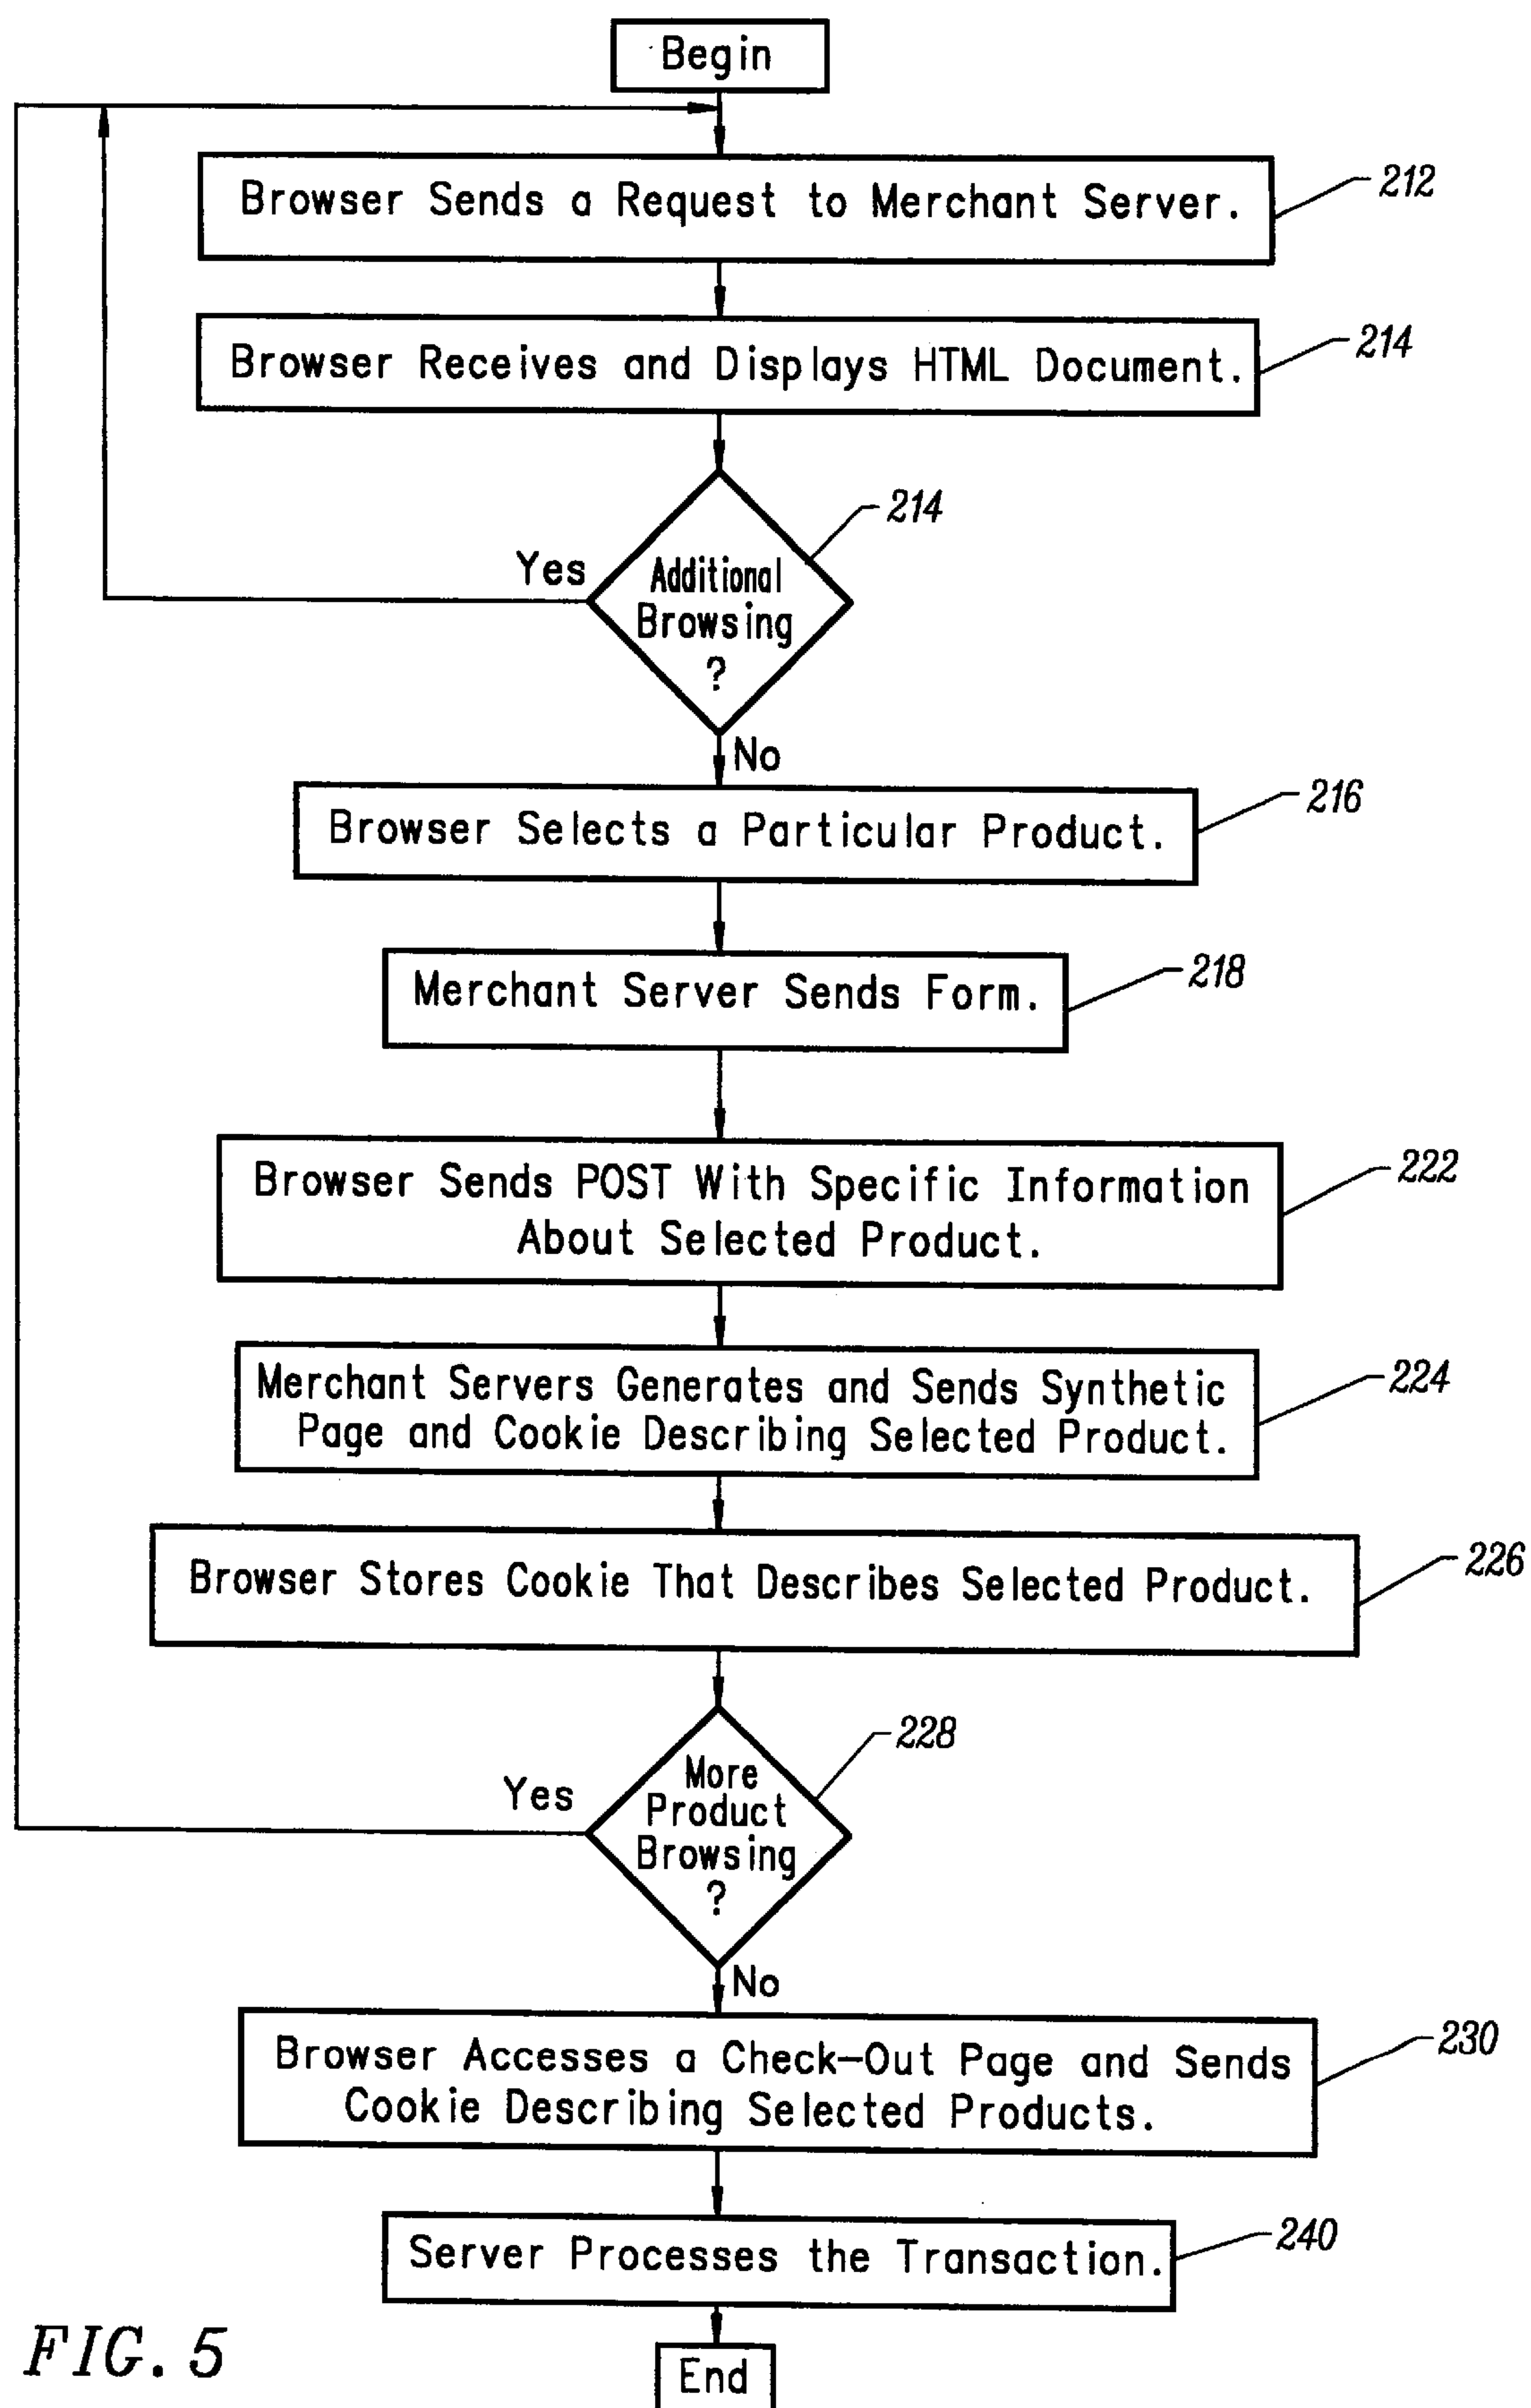 Begin
Browser Sends a Request to Merchant Server.
212
Browser Receives and Displays HTML Document.
214
214
Yes
Additional
Browsing
?
No
Browser Selects a Particular Product.
216
Merchant Server Sends Form.
218
Browser Sends POST With Specific Information
About Selected Product.
222
Merchant Servers Generates and Sends Synthetic
Page and Cookie Describing Selected Product.
224
Browser Stores Cookie That Describes Selected Product.
226
228
Yes
More
Product
Browsing
?
No
Browser Accesses a Check-Out Page and Sends
Cookie Describing Selected Products.
230
Server Processes the Transaction.
240
End
FIG. 5